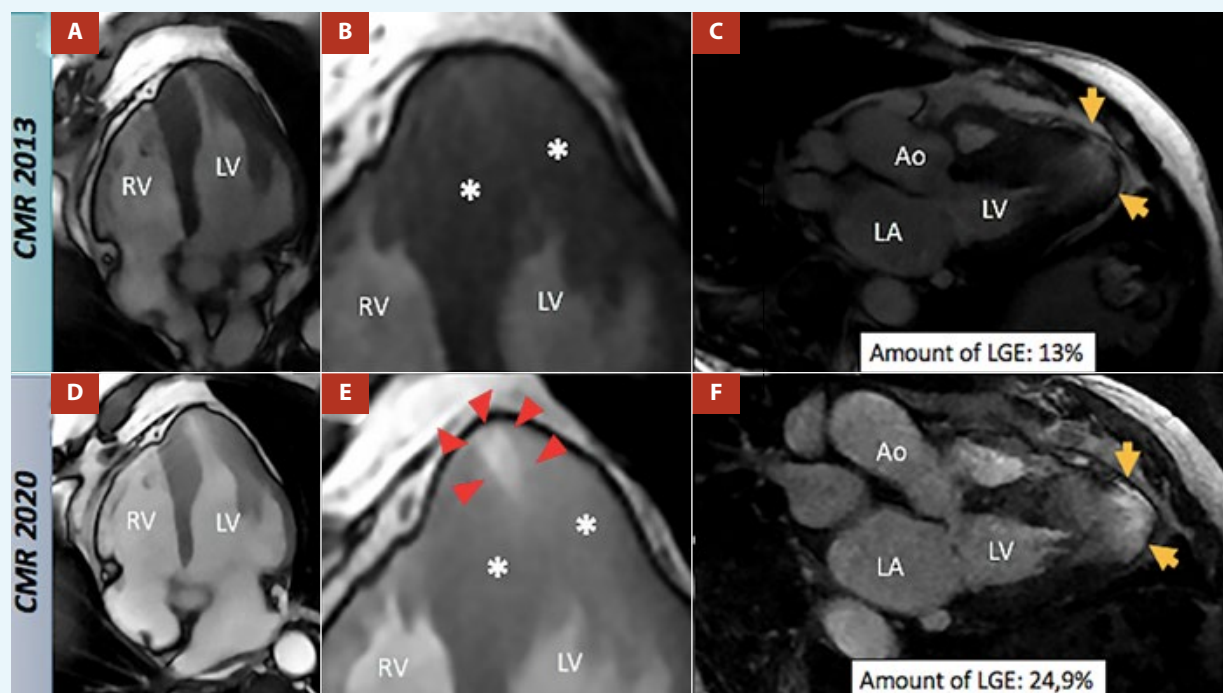 CMR 2013
A
RV
LV
B
*
*
RV
LV
C
Ao
LA
LV
Amount of LGE: 13%
CMR 2020
D
RV
LV
E
*
*
RV
LV
F
Ao
LA
LV
Amount of LGE: 24,9%